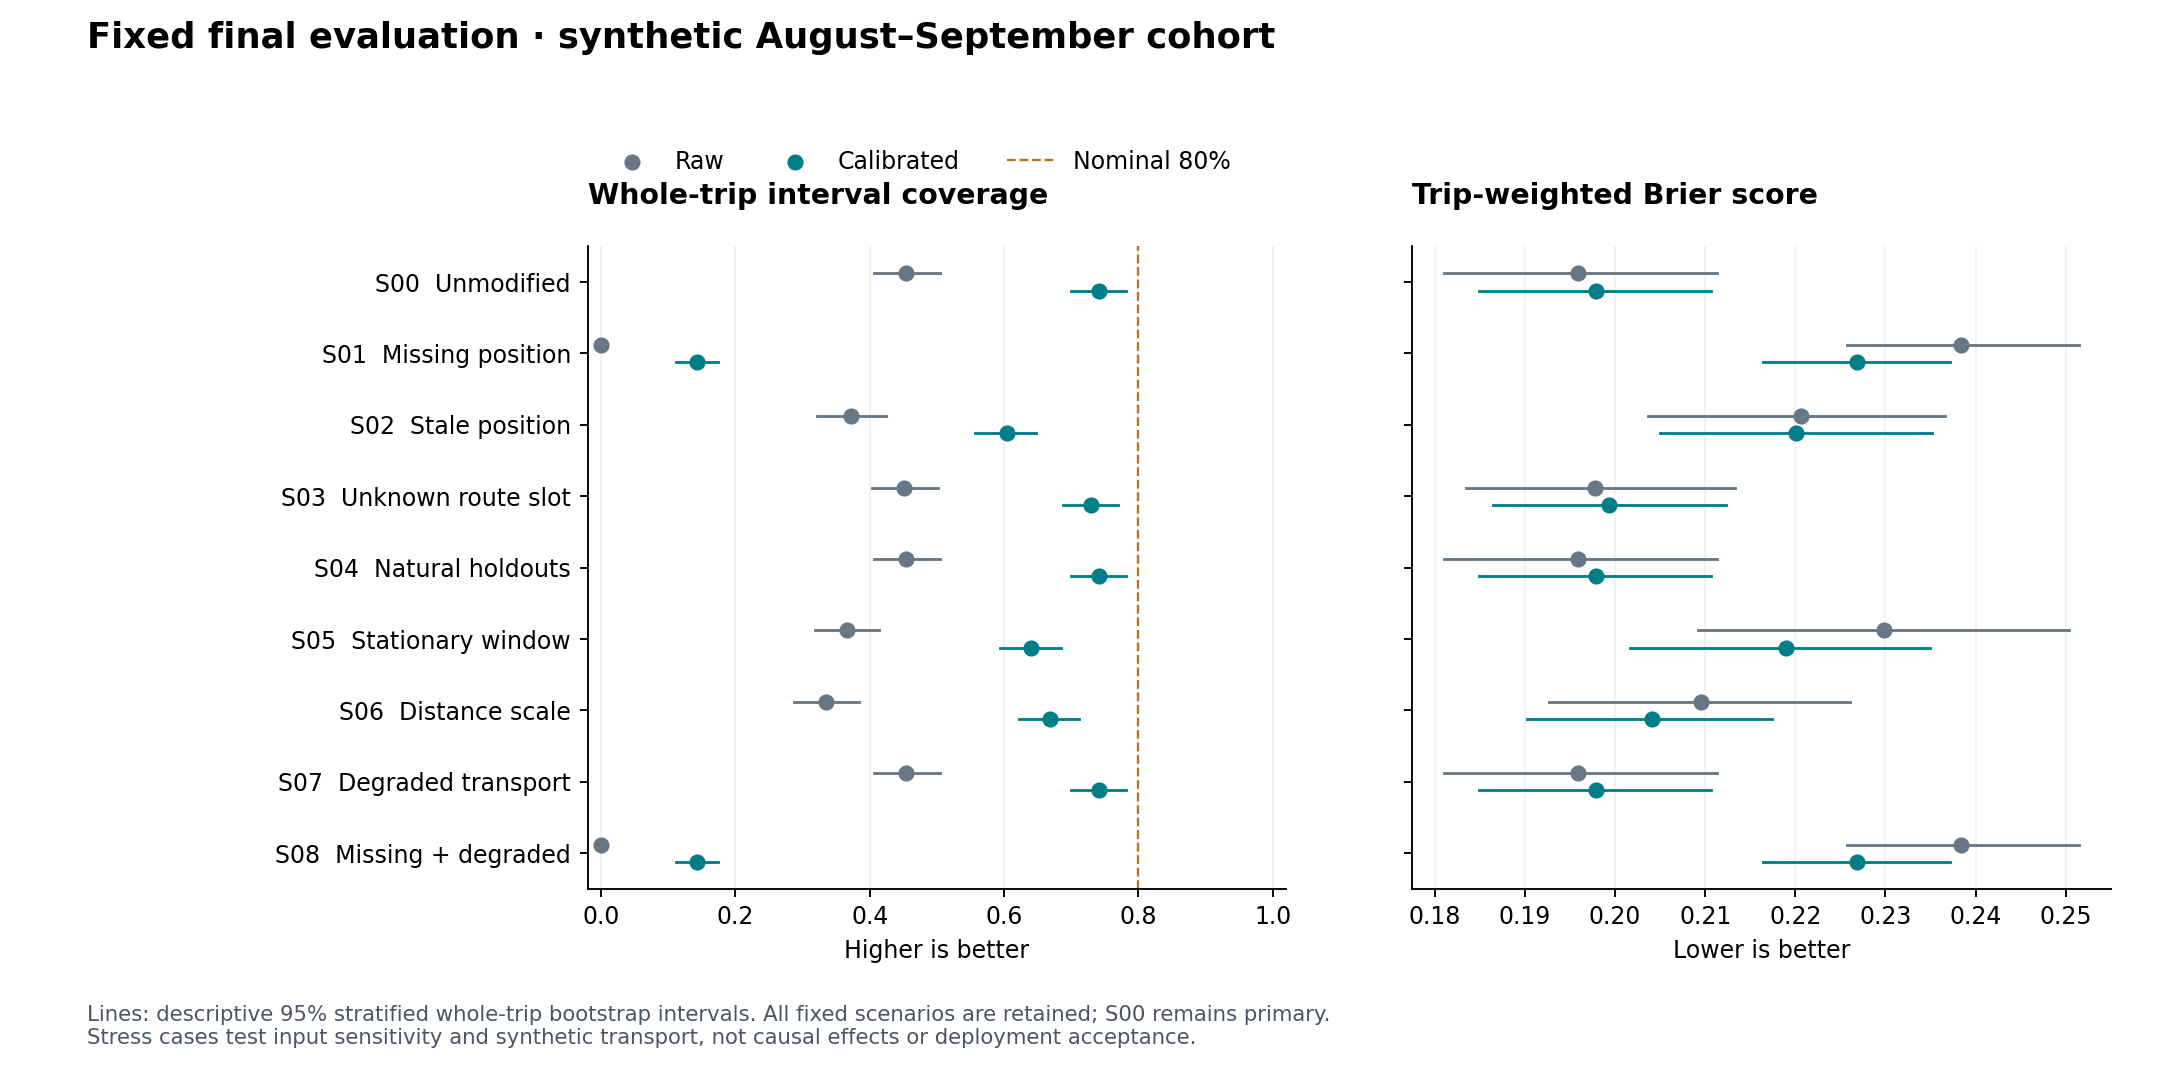 Fixed final evaluation · synthetic August–September cohort
Raw
Calibrated
Nominal 80%
Whole-trip interval coverage
Trip-weighted Brier score
S00  Unmodified
S01  Missing position
S02  Stale position
S03  Unknown route slot
S04  Natural holdouts
S05  Stationary window
S06  Distance scale
S07  Degraded transport
S08  Missing + degraded
0.0 0.2 0.4 0.6 0.8 1.0
Higher is better
0.18 0.19 0.20 0.21 0.22 0.23 0.24 0.25
Lower is better
Lines: descriptive 95% stratified whole-trip bootstrap intervals. All fixed scenarios are retained; S00 remains primary.
Stress cases test input sensitivity and synthetic transport, not causal effects or deployment acceptance.